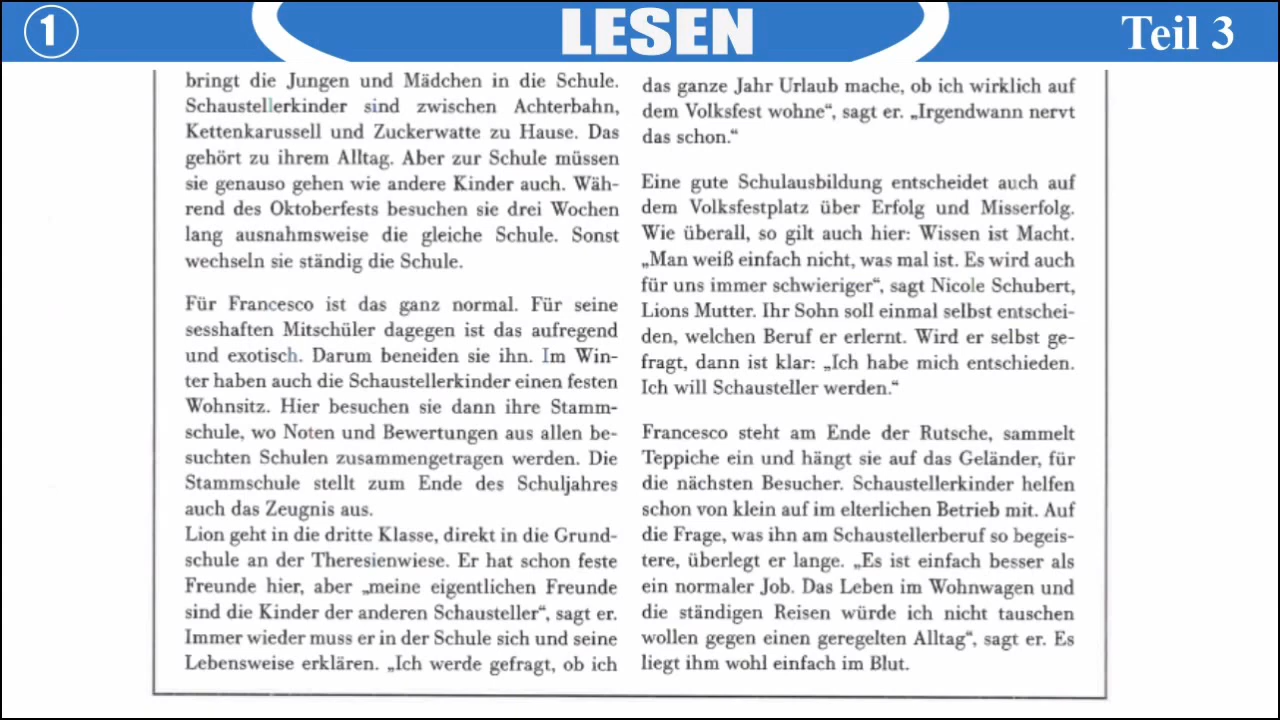 1
LESEN
Teil 3
bringt die Jungen und Mädchen in die Schule.
Schaustellerkinder sind zwischen Achterbahn,
Kettenkarussell und Zuckerwatte zu Hause. Das
gehört zu ihrem Alltag. Aber zur Schule müssen
sie genauso gehen wie andere Kinder auch. Wäh-
rend des Oktoberfests besuchen sie drei Wochen
lang ausnahmsweise die gleiche Schule. Sonst
wechseln sie ständig die Schule.
Für Francesco ist das ganz normal. Für seine
sesshaften Mitschüler dagegen ist das aufregend
und exotisch. Darum beneiden sie ihn. Im Win-
ter haben auch die Schaustellerkinder einen festen
Wohnsitz. Hier besuchen sie dann ihre Stamm-
schule, wo Noten und Bewertungen aus allen be-
suchten Schulen zusammengetragen werden. Die
Stammschule stellt zum Ende des Schuljahres
auch das Zeugnis aus.
Lion geht in die dritte Klasse, direkt in die Grund-
schule an der Theresienwiese. Er hat schon feste
Freunde hier, aber „meine eigentlichen Freunde
sind die Kinder der anderen Schausteller“, sagt er.
Immer wieder muss er in der Schule sich und seine
Lebensweise erklären. „Ich werde gefragt, ob ich
das ganze Jahr Urlaub mache, ob ich wirklich auf
dem Volksfest wohne“, sagt er. „Irgendwann nervt
das schon.“
Eine gute Schulausbildung entscheidet auch auf
dem Volksfestplatz über Erfolg und Misserfolg.
Wie überall, so gilt auch hier: Wissen ist Macht.
„Man weiß einfach nicht, was mal ist. Es wird auch
für uns immer schwieriger“, sagt Nicole Schubert,
Lions Mutter. Ihr Sohn soll einmal selbst entschei-
den, welchen Beruf er erlernt. Wird er selbst ge-
fragt, dann ist klar: „Ich habe mich entschieden.
Ich will Schausteller werden.“
Francesco steht am Ende der Rutsche, sammelt
Teppiche ein und hängt sie auf das Geländer, für
die nächsten Besucher. Schaustellerkinder helfen
schon von klein auf im elterlichen Betrieb mit. Auf
die Frage, was ihn am Schaustellerberuf so begeis-
tere, überlegt er lange. „Es ist einfach besser als
ein normaler Job. Das Leben im Wohnwagen und
die ständigen Reisen würde ich nicht tauschen
wollen gegen einen geregelten Alltag“, sagt er. Es
liegt ihm wohl einfach im Blut.